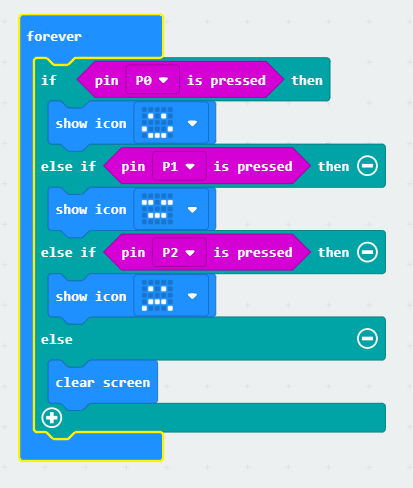 forever
if pin P0 is pressed then
show icon
else if pin P1 is pressed then
show icon
else if pin P2 is pressed then
show icon
else
clear screen